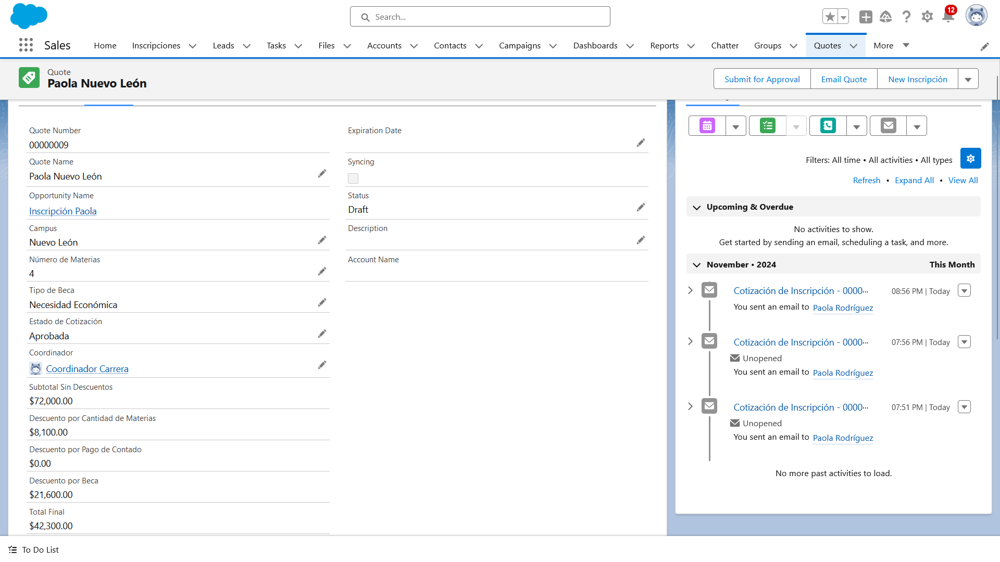 Search...
12
Sales
Home
Inscripciones
Leads
Tasks
Files
Accounts
Contacts
Campaigns
Dashboards
Reports
Chatter
Groups
Quotes
More
Quote
Paola Nuevo León
Submit for Approval
Email Quote
New Inscripción
Quote Number
00000009
Quote Name
Paola Nuevo León
Opportunity Name
Inscripción Paola
Campus
Nuevo León
Número de Materias
4
Tipo de Beca
Necesidad Económica
Estado de Cotización
Aprobada
Coordinador
Coordinador Carrera
Subtotal Sin Descuentos
$72,000.00
Descuento por Cantidad de Materias
$8,100.00
Descuento por Pago de Contado
$0.00
Descuento por Beca
$21,600.00
Total Final
$42,300.00
Expiration Date
Syncing
Status
Draft
Description
Account Name
Filters: All time • All activities • All types
Refresh • Expand All • View All
Upcoming & Overdue
No activities to show.
Get started by sending an email, scheduling a task, and more.
November • 2024 This Month
Cotización de Inscripción - 0000... 08:56 PM | Today
You sent an email to Paola Rodríguez
Cotización de Inscripción - 0000... 07:56 PM | Today
Unopened
You sent an email to Paola Rodríguez
Cotización de Inscripción - 0000... 07:51 PM | Today
Unopened
You sent an email to Paola Rodríguez
No more past activities to load.
To Do List